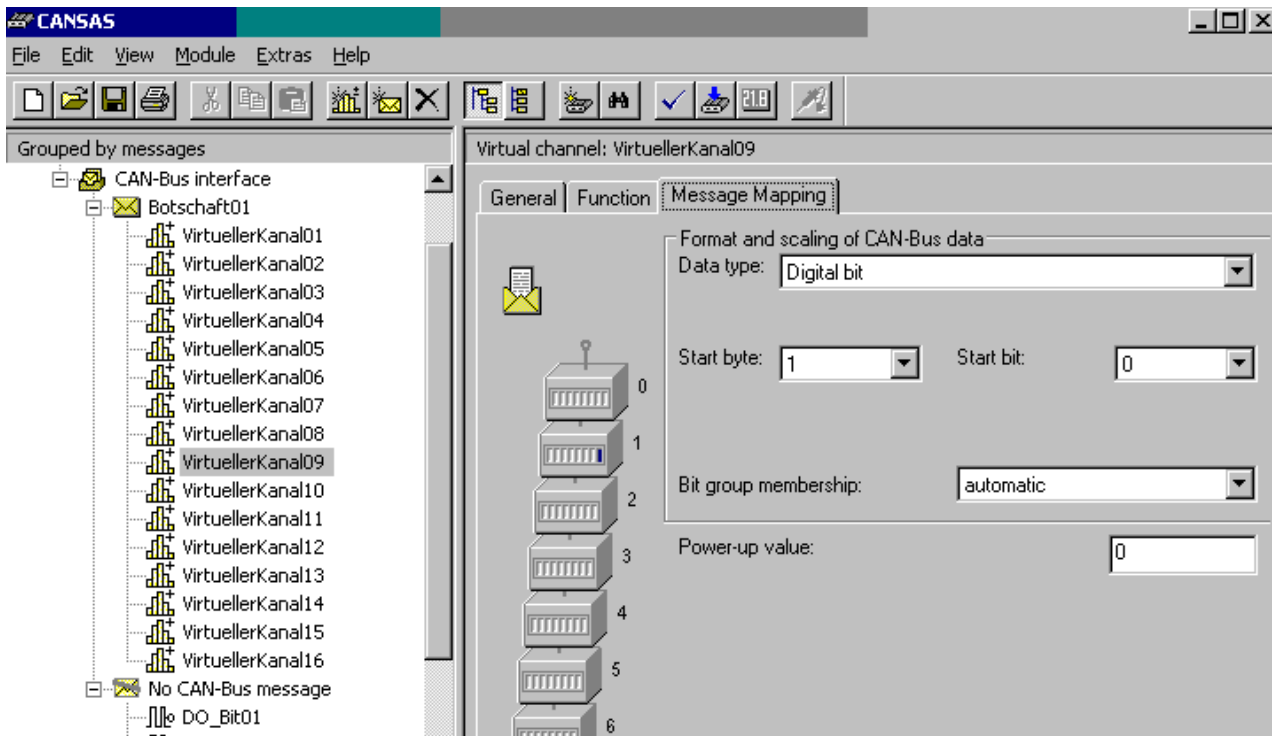 CANSAS
File Edit View Module Extras Help
21.8
Grouped by messages
CAN-Bus interface
Botschaft01
VirtuellerKanal01
VirtuellerKanal02
VirtuellerKanal03
VirtuellerKanal04
VirtuellerKanal05
VirtuellerKanal06
VirtuellerKanal07
VirtuellerKanal08
VirtuellerKanal09
VirtuellerKanal10
VirtuellerKanal11
VirtuellerKanal12
VirtuellerKanal13
VirtuellerKanal14
VirtuellerKanal15
VirtuellerKanal16
No CAN-Bus message
DO_Bit01
Virtual channel: VirtuellerKanal09
General Function Message Mapping
Format and scaling of CAN-Bus data
Data type: Digital bit
Start byte: 1 Start bit: 0
0
1
Bit group membership: automatic
2
Power-up value: 0
3
4
5
6